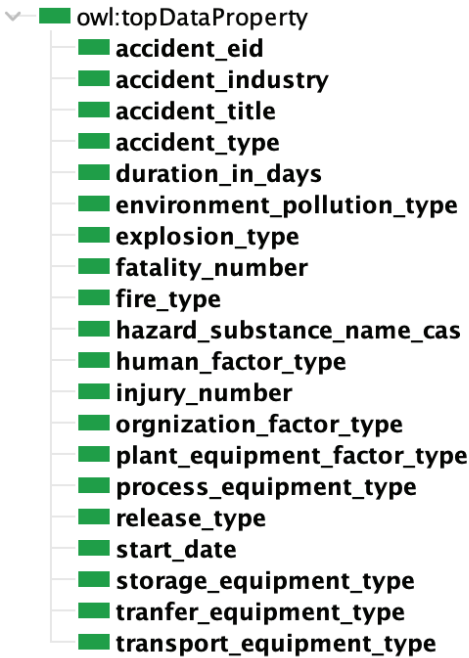 owl:topDataProperty
accident_eid
accident_industry
accident_title
accident_type
duration_in_days
environment_pollution_type
explosion_type
fatality_number
fire_type
hazard_substance_name_cas
human_factor_type
injury_number
orgnization_factor_type
plant_equipment_factor_type
process_equipment_type
release_type
start_date
storage_equipment_type
tranfer_equipment_type
transport_equipment_type